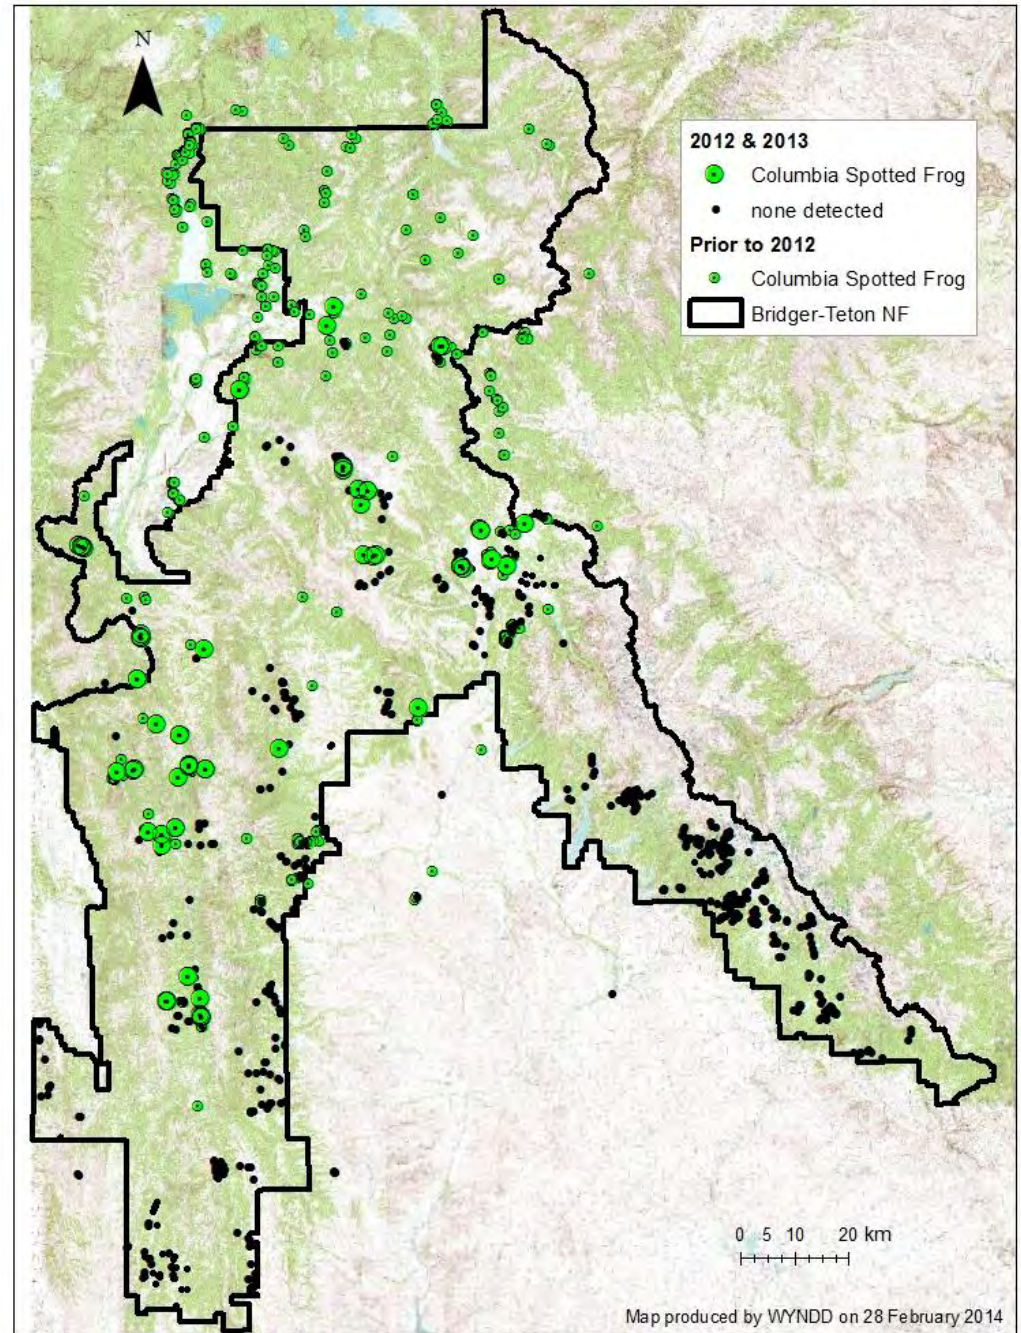 N
2012 & 2013
Columbia Spotted Frog
none detected
Prior to 2012
Columbia Spotted Frog
Bridger-Teton NF
0 5 10 20 km
Map produced by WYNDD on 28 February 2014